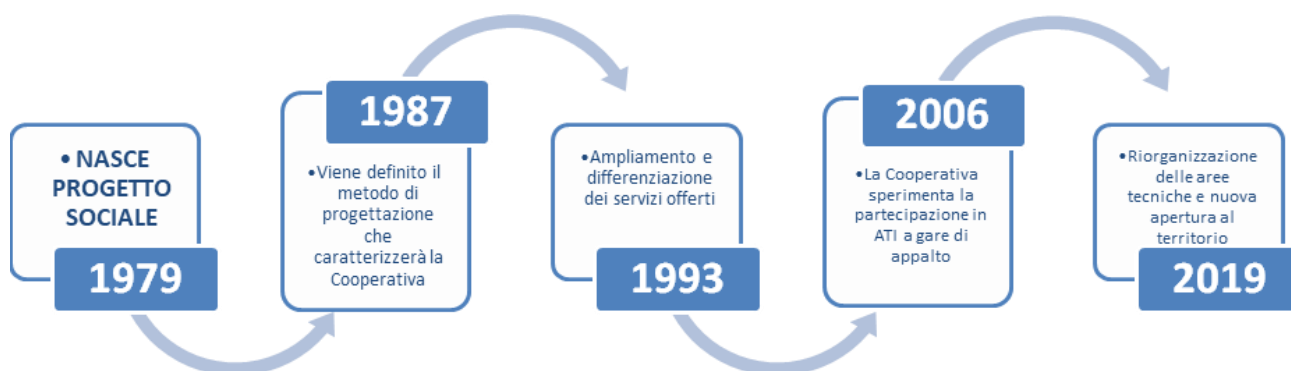 • NASCE
PROGETTO
SOCIALE
1979
1987
•Viene definito il
metodo di
progettazione
che
caratterizzerà la
Cooperativa
•Ampliamento e
differenziazione
dei servizi offerti
1993
2006
•La Cooperativa
sperimenta la
partecipazione in
ATI a gare di
appalto
•Riorganizzazione
delle aree
tecniche e nuova
apertura al
territorio
2019